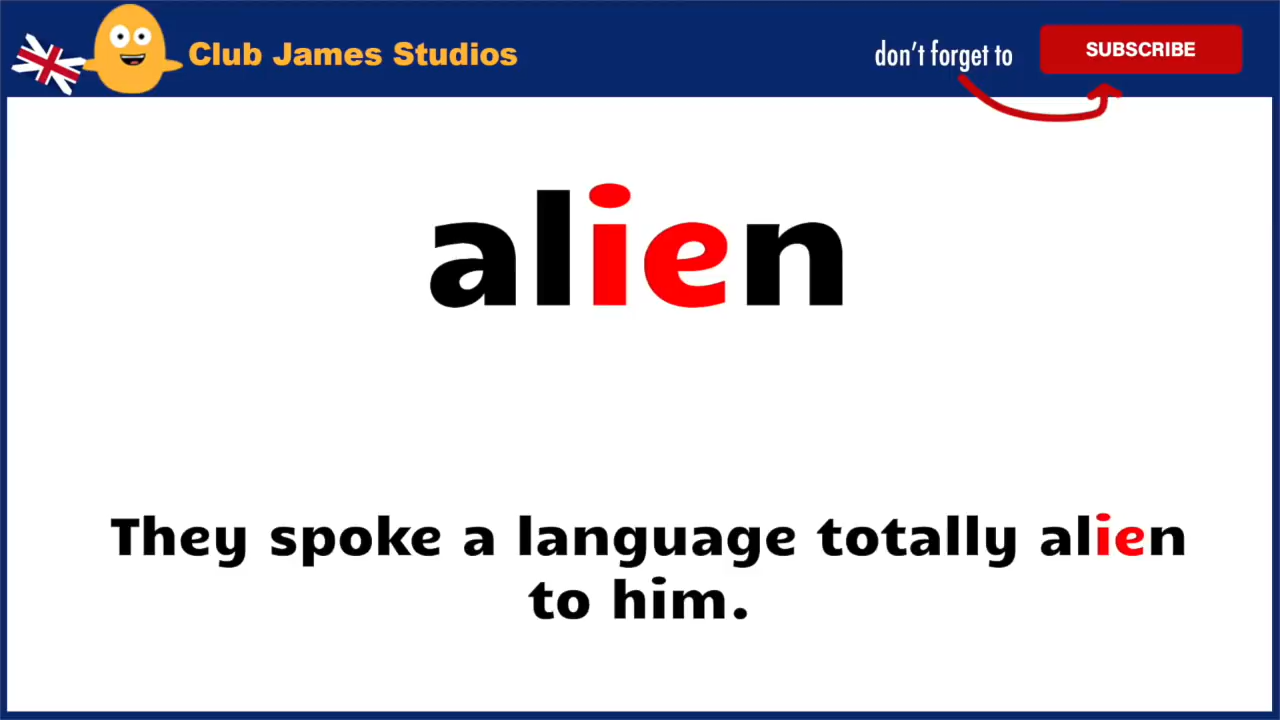 Club James Studios
don't forget to
SUBSCRIBE
alien
They spoke a language totally alien
to him.